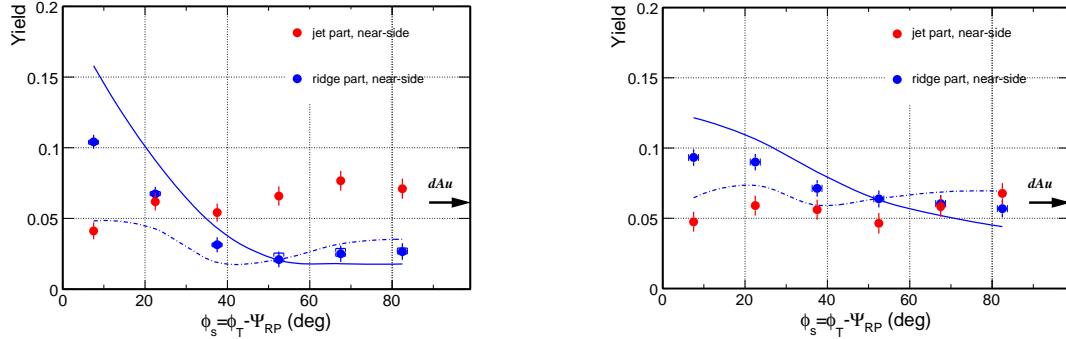 Yield
0.2
0.15
0.1
0.05
0
jet part, near-side
ridge part, near-side
dAu
0 20 40 60 80
ϕs=ϕT-ΨRP (deg)
Yield
0.2
0.15
0.1
0.05
0
jet part, near-side
ridge part, near-side
dAu
0 20 40 60 80
ϕs=ϕT-ΨRP (deg)